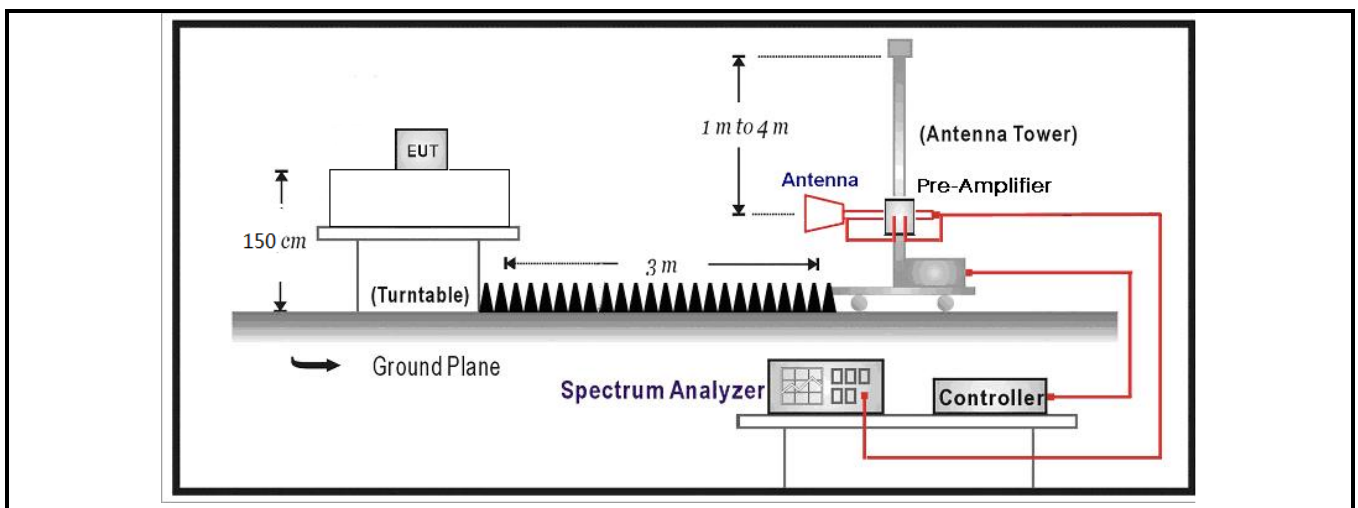 1 m to 4 m
(Antenna Tower)
EUT
Antenna
Pre-Amplifier
150 cm
3 m
(Turntable)
Ground Plane
Spectrum Analyzer
Controller